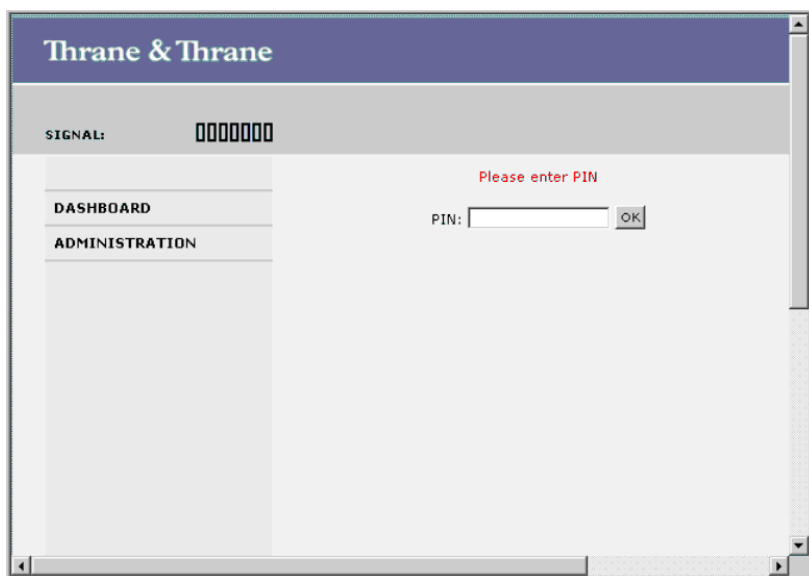 Thrane & Thrane
SIGNAL:
Please enter PIN
DASHBOARD
PIN: OK
ADMINISTRATION